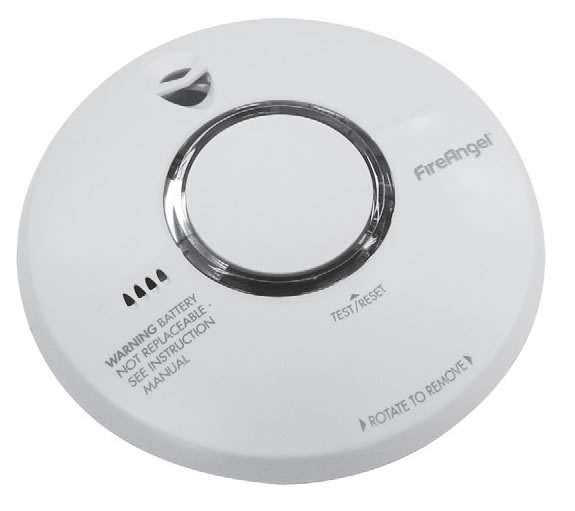 FireAngel
TEST/RESET
WARNING BATTERY
NOT REPLACEABLE -
SEE INSTRUCTION
MANUAL
ROTATE TO REMOVE